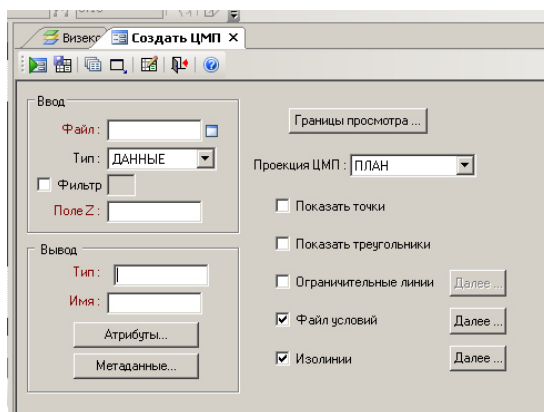 Визекс
Создать ЦМП
Ввод
Файл :
Тип : ДАННЫЕ
Фильтр
Поле Z :
Вывод
Тип :
Имя :
Атрибуты...
Метаданные...
Границы просмотра ...
Проекция ЦМП : ПЛАН
Показать точки
Показать треугольники
Ограничительные линии Далее ...
Файл условий Далее ...
Изолинии Далее ...